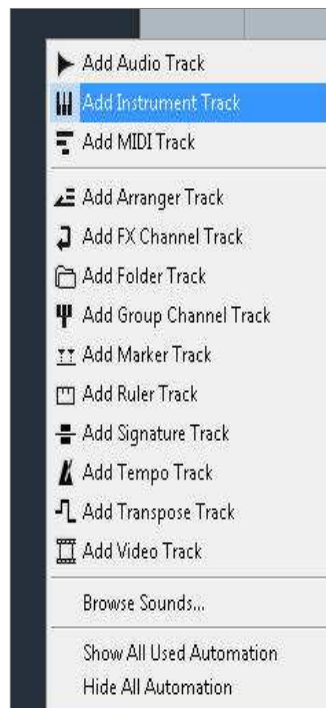 Add Audio Track
Add Instrument Track
Add MIDI Track
Add Arranger Track
Add FX Channel Track
Add Folder Track
Add Group Channel Track
Add Marker Track
Add Ruler Track
Add Signature Track
Add Tempo Track
Add Transpose Track
Add Video Track
Browse Sounds...
Show All Used Automation
Hide All Automation